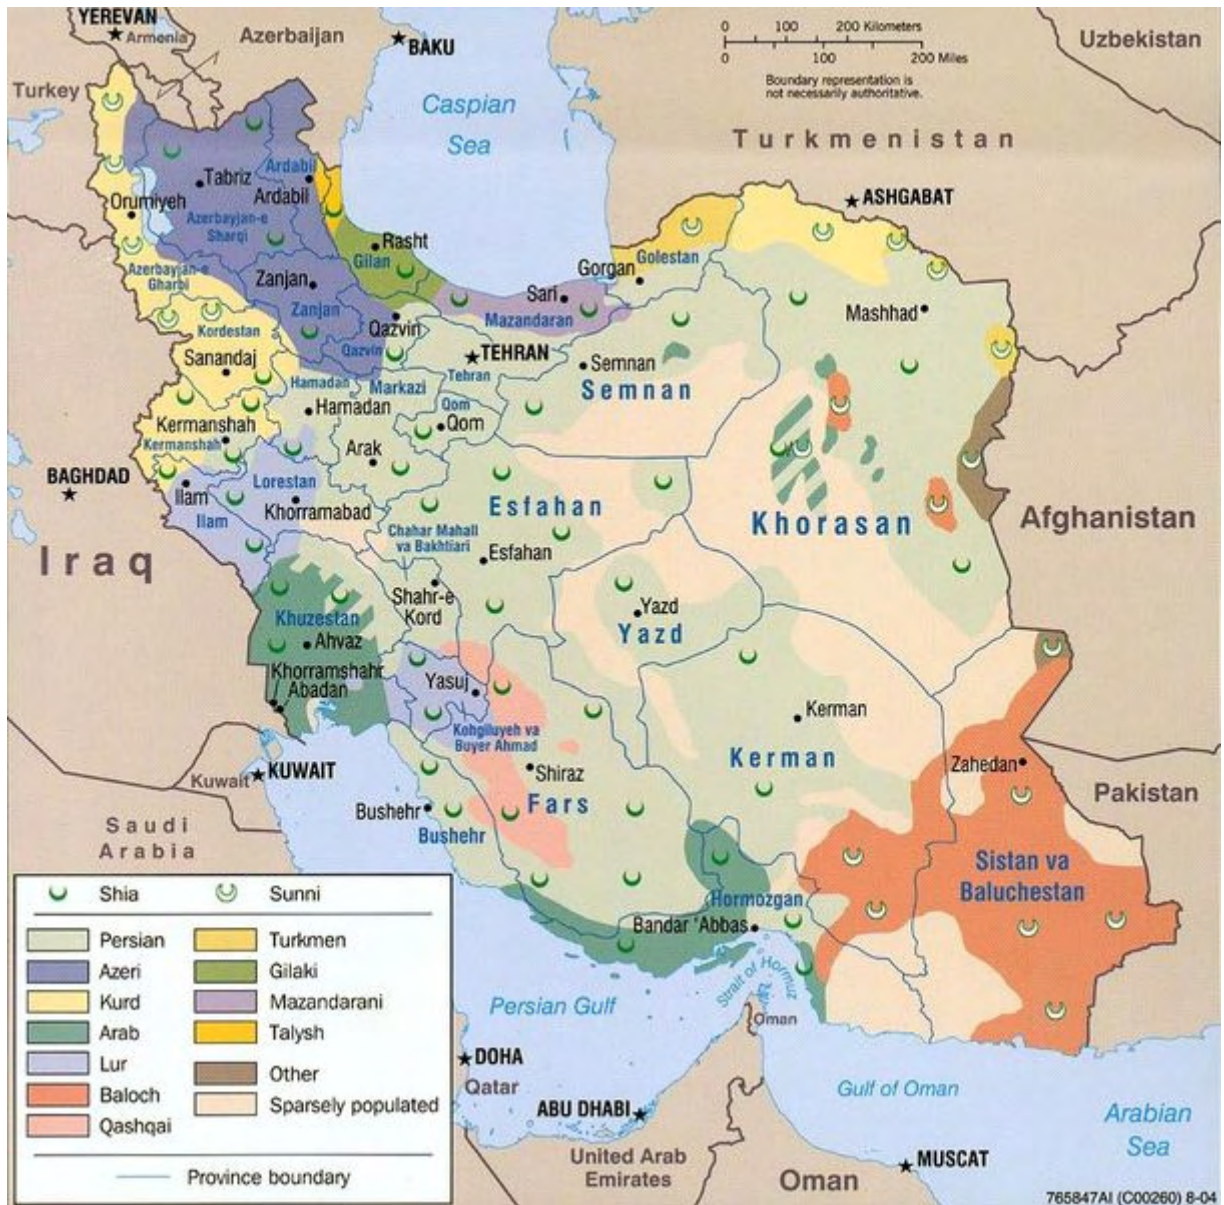 YEREVAN
Armenia
Azerbaijan
BAKU
0 100 200 Kilometers
0 100 200 Miles
Boundary representation is
not necessarily authoritative.
Uzbekistan
Turkey
Caspian
Sea
Turkmenistan
ASHGABAT
Tabriz
Ardabil
Ardabil
Orumiyeh
Azerbayjan-e
Sharqi
Rasht
Gilan
Golestan
Gorgan
Azerbayjan-e
Gharbi
Zanjan
Zanjan
Sari
Mazandaran
Mashhad
Kordestan
Qazvin
Qazvin
TEHRAN
Tehran
Semnan
Semnan
Sanandaj
Hamadan
Markazi
Hamadan
Qom
Qom
Kermanshah
Kermanshah
Arak
BAGHDAD
Ilam
Lorestan
Ilam
Khorramabad
Esfahan
Khorasan
Afghanistan
Chahar Mahall
va Bakhtiari
Esfahan
Iraq
Shahr-e
Kord
Yazd
Yazd
Khuzestan
Ahvaz
Khorramshahr
Abadan
Yasuj
Kohgiluyeh va
Buyer Ahmad
Kerman
Kerman
Zahedan
Kuwait
KUWAIT
Shiraz
Fars
Bushehr
Bushehr
Pakistan
Saudi
Arabia
Sistan va
Baluchestan
Hormozgan
Bandar 'Abbas
Strait of Hormuz
Persian Gulf
Oman
DOHA
Qatar
ABU DHABI
Gulf of Oman
Arabian
Sea
United Arab
Emirates
Oman
MUSCAT
Shia
Sunni
Persian
Azeri
Kurd
Arab
Lur
Baloch
Qashqai
Turkmen
Gilaki
Mazandarani
Talysh
Other
Sparsely populated
Province boundary
765847AI (C00260) 8-04